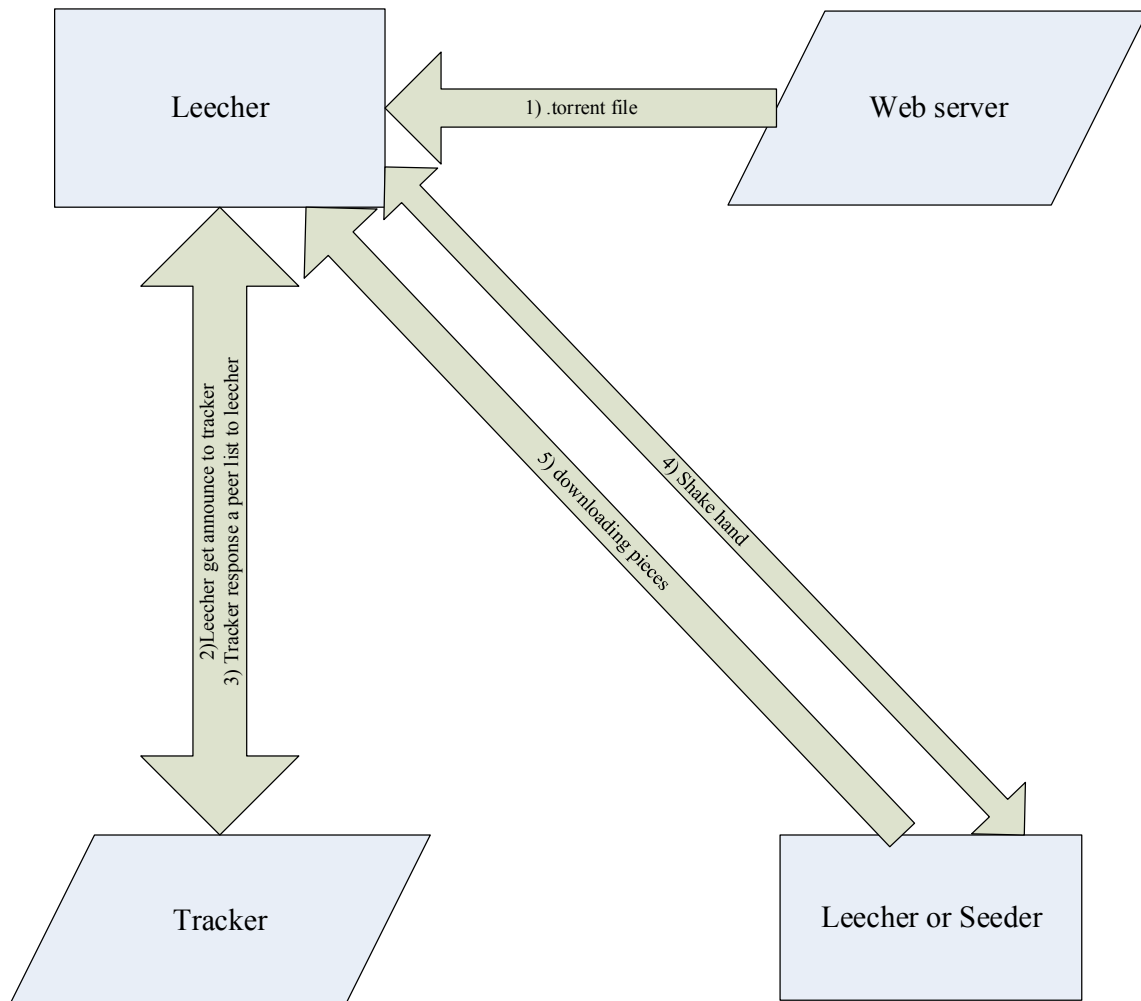 Leecher
1) .torrent file
Web server
2)Leecher get announce to tracker
3) Tracker response a peer list to leecher
4) Shake hand
5) downloading pieces
Tracker
Leecher or Seeder